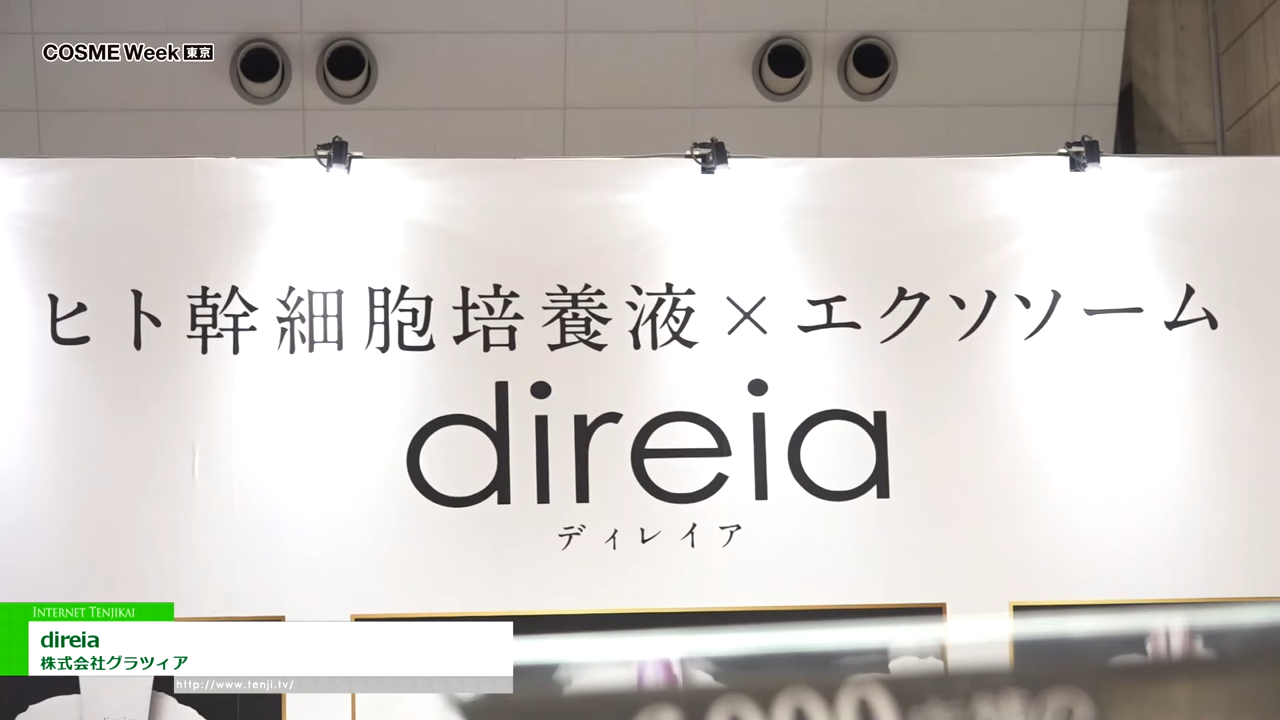 COSME Week 東京
ヒト幹細胞培養液×エクソソーム
direia
ディレイア
INTERNET TENJIKAI
direia
株式会社グラツィア
http://www.tenji.tv/